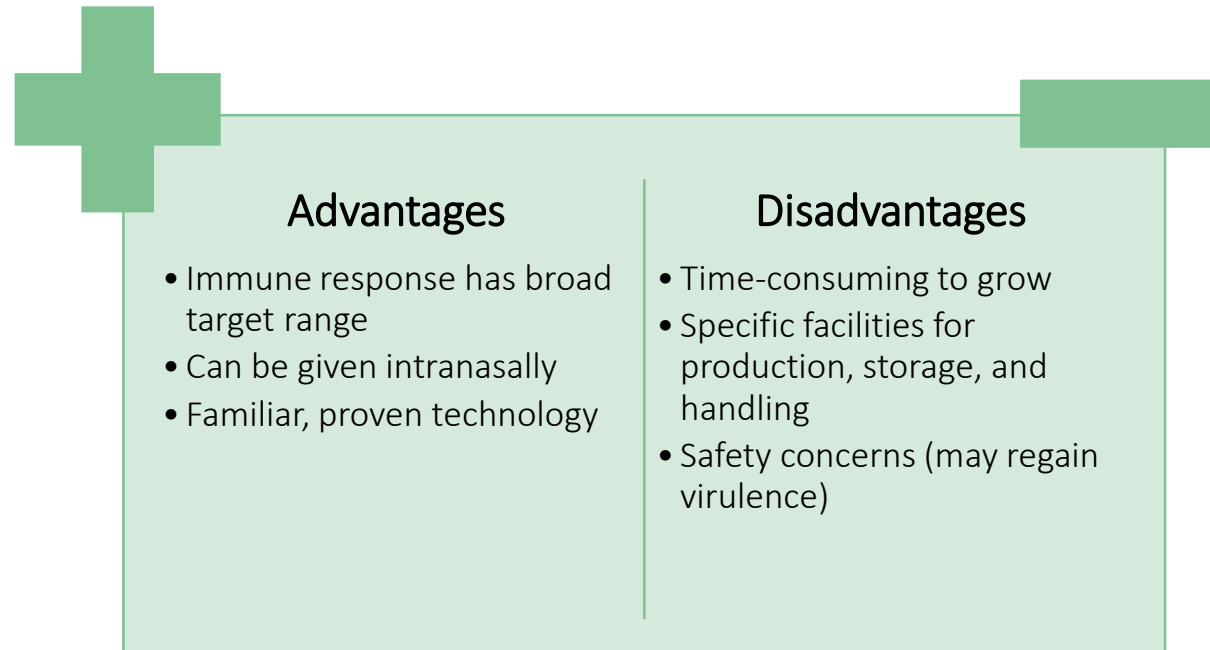 Advantages
• Immune response has broad
target range
• Can be given intranasally
• Familiar, proven technology
Disadvantages
• Time-consuming to grow
• Specific facilities for
production, storage, and
handling
• Safety concerns (may regain
virulence)